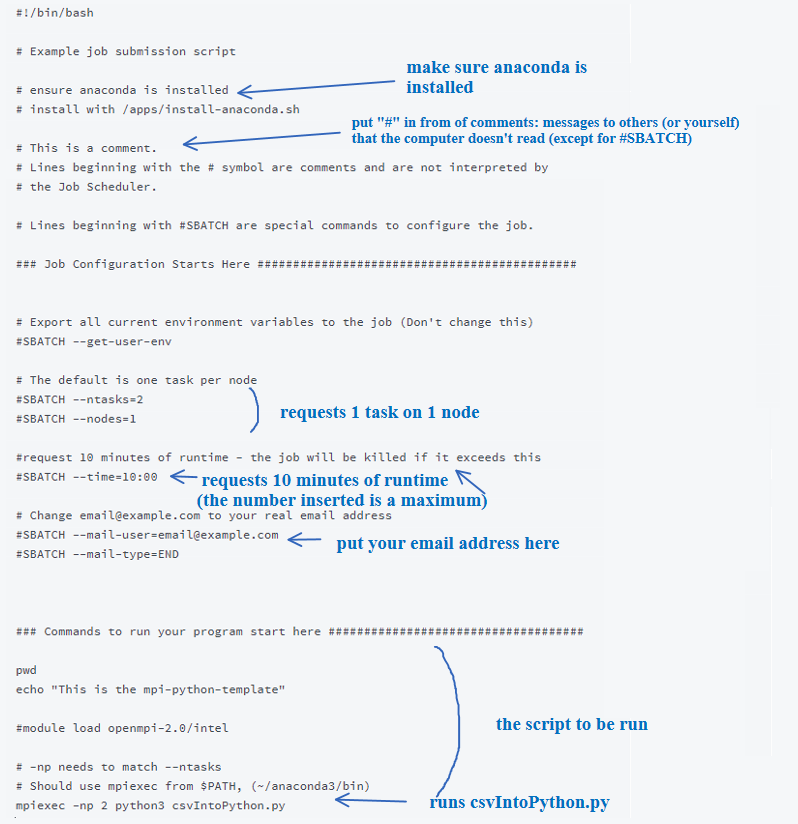 #!/bin/bash
# Example job submission script
make sure anaconda is
installed
# ensure anaconda is installed
# install with /apps/install-anaconda.sh
put "#" in from of comments: messages to others (or yourself)
that the computer doesn't read (except for #SBATCH)
# This is a comment.
# Lines beginning with the # symbol are comments and are not interpreted by
# the Job Scheduler.
# Lines beginning with #SBATCH are special commands to configure the job.
### Job Configuration Starts Here #############################################
# Export all current environment variables to the job (Don't change this)
#SBATCH --get-user-env
# The default is one task per node
#SBATCH --ntasks=2
#SBATCH --nodes=1
requests 1 task on 1 node
#request 10 minutes of runtime - the job will be killed if it exceeds this
#SBATCH --time=10:00
requests 10 minutes of runtime
(the number inserted is a maximum)
# Change email@example.com to your real email address
#SBATCH --mail-user=email@example.com
#SBATCH --mail-type=END
put your email address here
### Commands to run your program start here ####################################
pwd
echo "This is the mpi-python-template"
#module load openmpi-2.0/intel
the script to be run
# -np needs to match --ntasks
# Should use mpiexec from $PATH, (~/anaconda3/bin)
mpiexec -np 2 python3 csvIntoPython.py
runs csvIntoPython.py